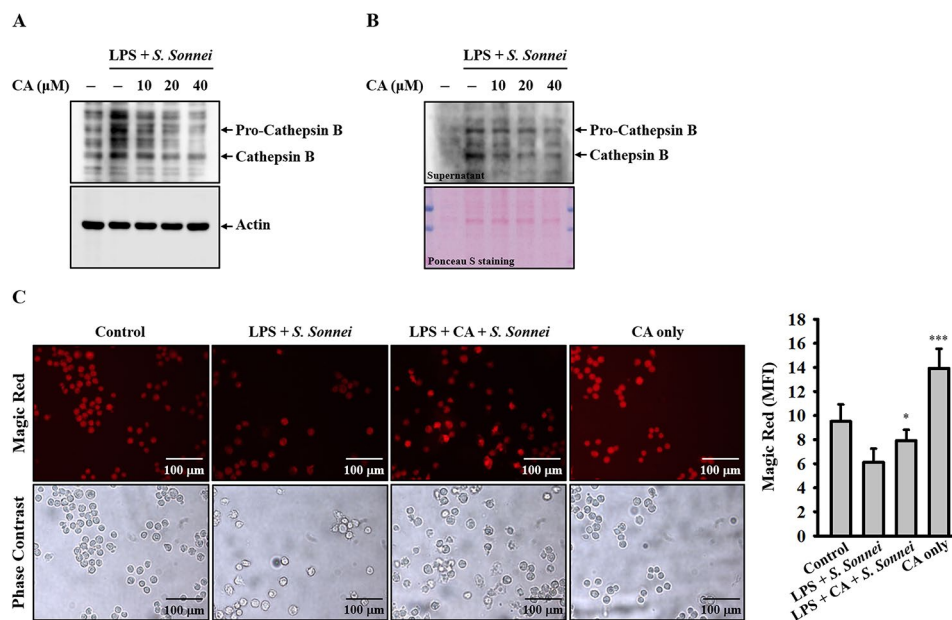 A
LPS + S. Sonnei
CA (µM) – – 10 20 40
Pro-Cathepsin B
Cathepsin B
Actin
B
LPS + S. Sonnei
CA (µM) – – 10 20 40
Pro-Cathepsin B
Cathepsin B
Supernatant
Ponceau S staining
C
Control LPS + S. Sonnei LPS + CA + S. Sonnei CA only
Magic Red
100 µm 100 µm 100 µm 100 µm
Phase Contrast
100 µm 100 µm 100 µm 100 µm
Magic Red (MFI)
18
16
14
12
10
8
6
4
2
0
*
***
Control
LPS + S. Sonnei
LPS + CA + S. Sonnei
CA only